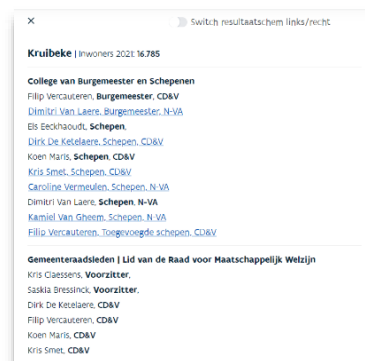 × Switch resultaatschem links/recht
Kruibeke | Inwoners 2021: 16.785
College van Burgemeester en Schepenen
Filip Vercauteren, Burgemeester, CD&V
Dimitri Van Laere, Burgemeester, N-VA
Els Eeckhaoudt, Schepen,
Dirk De Ketelaere, Schepen, CD&V
Koen Maris, Schepen, CD&V
Kris Smet, Schepen, CD&V
Caroline Vermeulen, Schepen, N-VA
Dimitri Van Laere, Schepen, N-VA
Kamiel Van Gheem, Schepen, N-VA
Filip Vercauteren, Toegevoegde schepen, CD&V
Gemeenteraadsleden | Lid van de Raad voor Maatschappelijk Welzijn
Kris Claessens, Voorzitter,
Saskia Bressinck, Voorzitter,
Dirk De Ketelaere, CD&V
Filip Vercauteren, CD&V
Koen Maris, CD&V
Kris Smet, CD&V